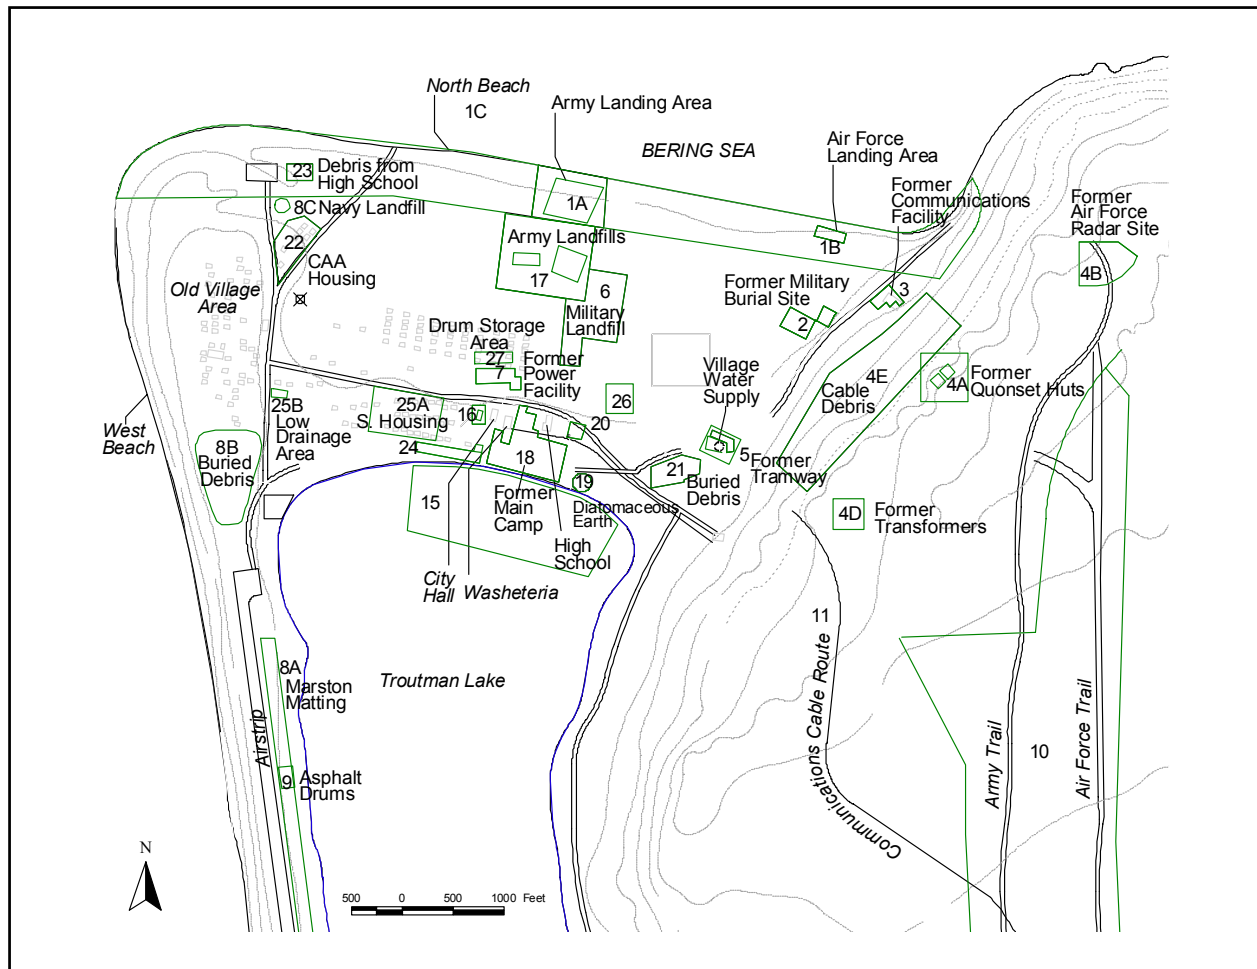 North Beach
1C
Army Landing Area
BERING SEA
Air Force
Landing Area
Former
Communications
Facility
Former
Air Force
Radar Site
23
Debris from
High School
8C
Navy Landfill
1A
1B
22
CAA
Housing
Army Landfills
17
6
Military
Landfill
Former Military
Burial Site
2
3
4B
Old Village
Area
Drum Storage
Area
27
7
Former
Power
Facility
Village
Water
Supply
4E
Cable
Debris
4A
Former
Quonset Huts
25B
Low
Drainage
Area
25A
S. Housing
16
26
20
West
Beach
8B
Buried
Debris
24
18
Former
Main
Camp
19
Diatomaceous
Earth
21
Buried
Debris
5
Former
Tramway
15
High
School
City
Hall
Washeteria
4D
Former
Transformers
11
Communications Cable Route
8A
Marston
Matting
Troutman Lake
Airstrip
9
Asphalt
Drums
Army Trail
10
Air Force Trail
N
500 0 500 1000 Feet